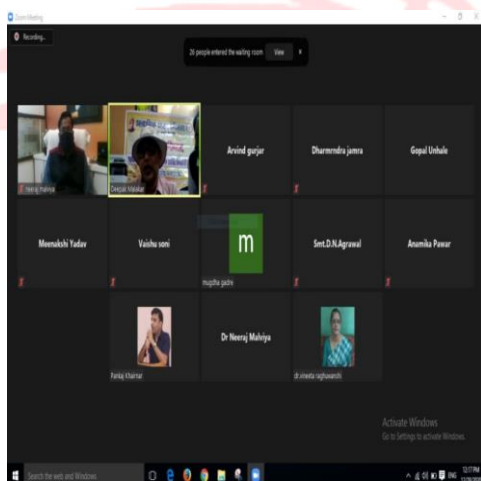 Zoom Meeting
Recording...
26 people entered the waiting room View
neeraj malviya
Deepak Malakar
Arvind gurjar
Dharmrndra jamra
Gopal Unhale
Meenakshi Yadav
Vaishu soni
m
mugdha gadre
Smt.D.N.Agrawal
Anamika Pawar
Pankaj Khairnar
Dr Neeraj Malviya
dr.vineeta raghuwanshi
Activate Windows
Go to Settings to activate Windows.
Search the web and Windows
ENG
12:17 PM